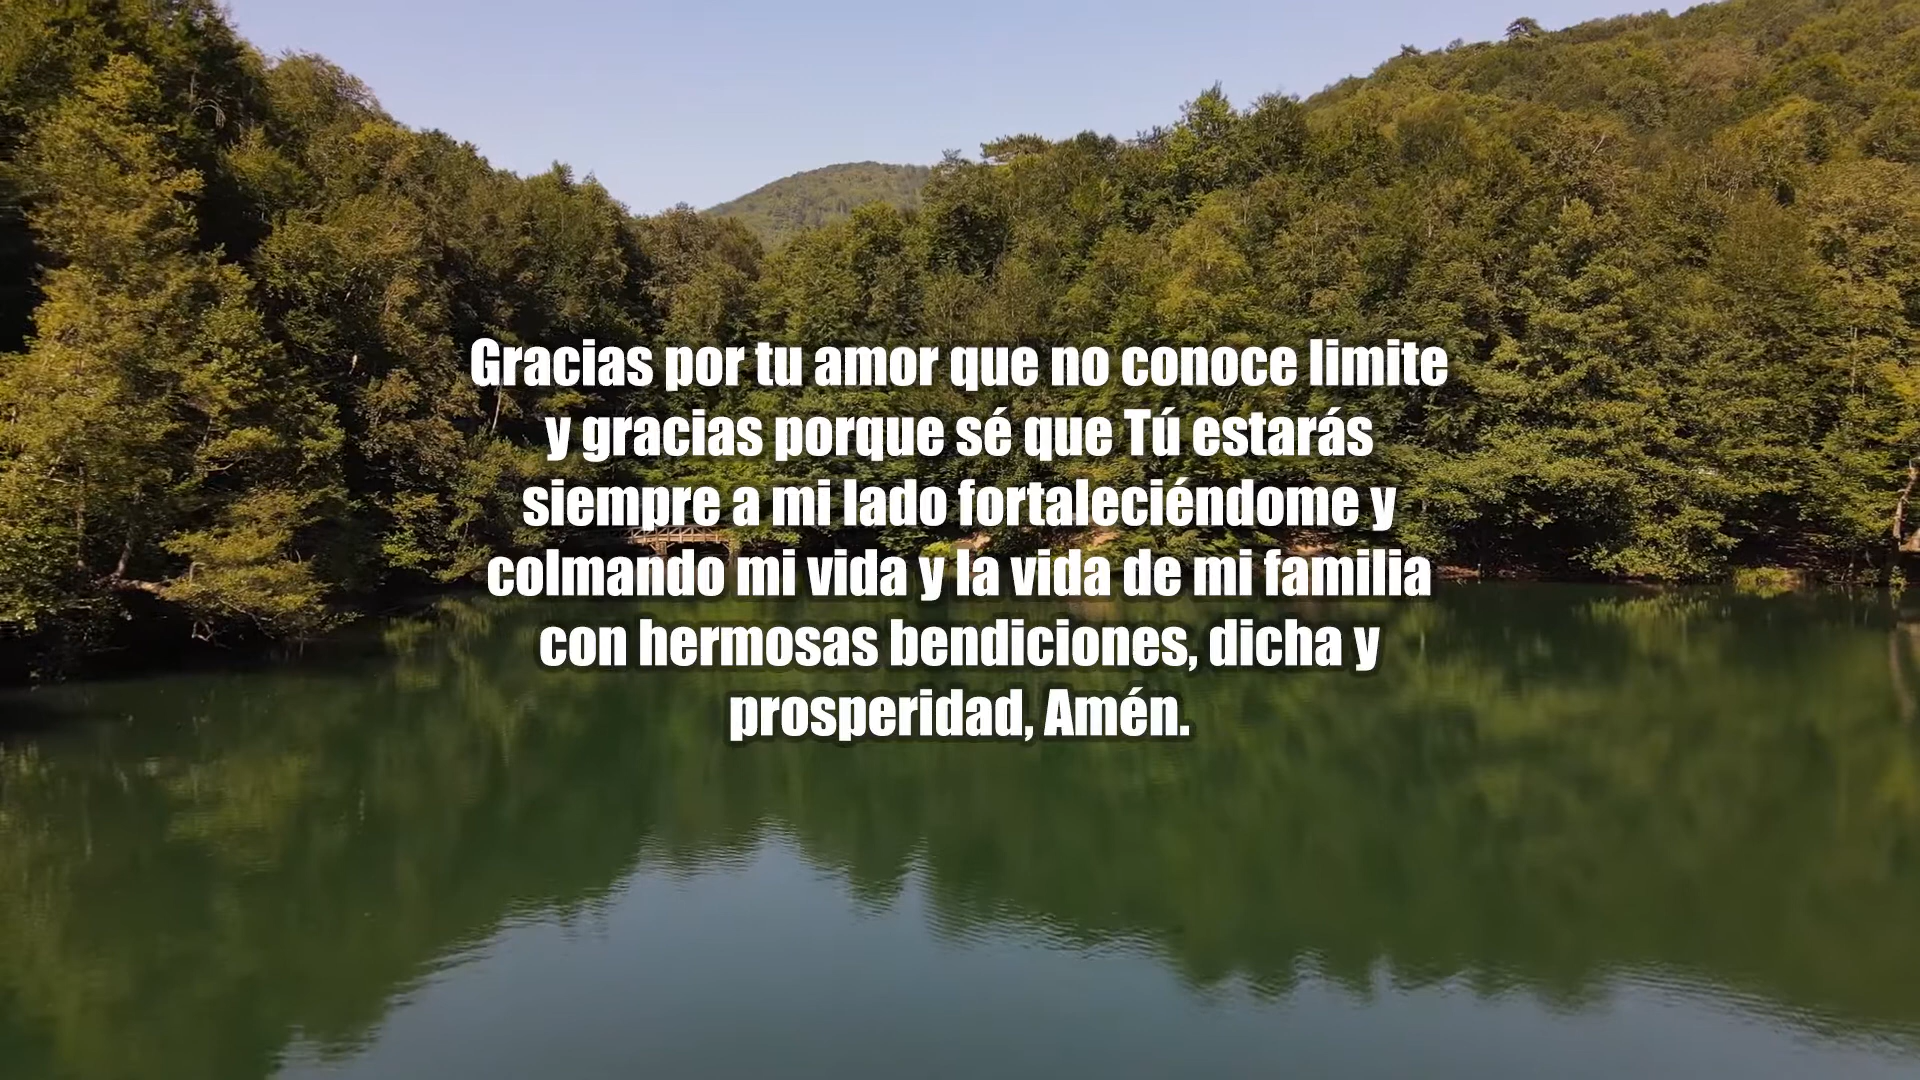 Gracias por tu amor que no conoce limite
y gracias porque sé que Tú estarás
siempre a mi lado fortaleciéndome y
colmando mi vida y la vida de mi familia
con hermosas bendiciones, dicha y
prosperidad, Amén.